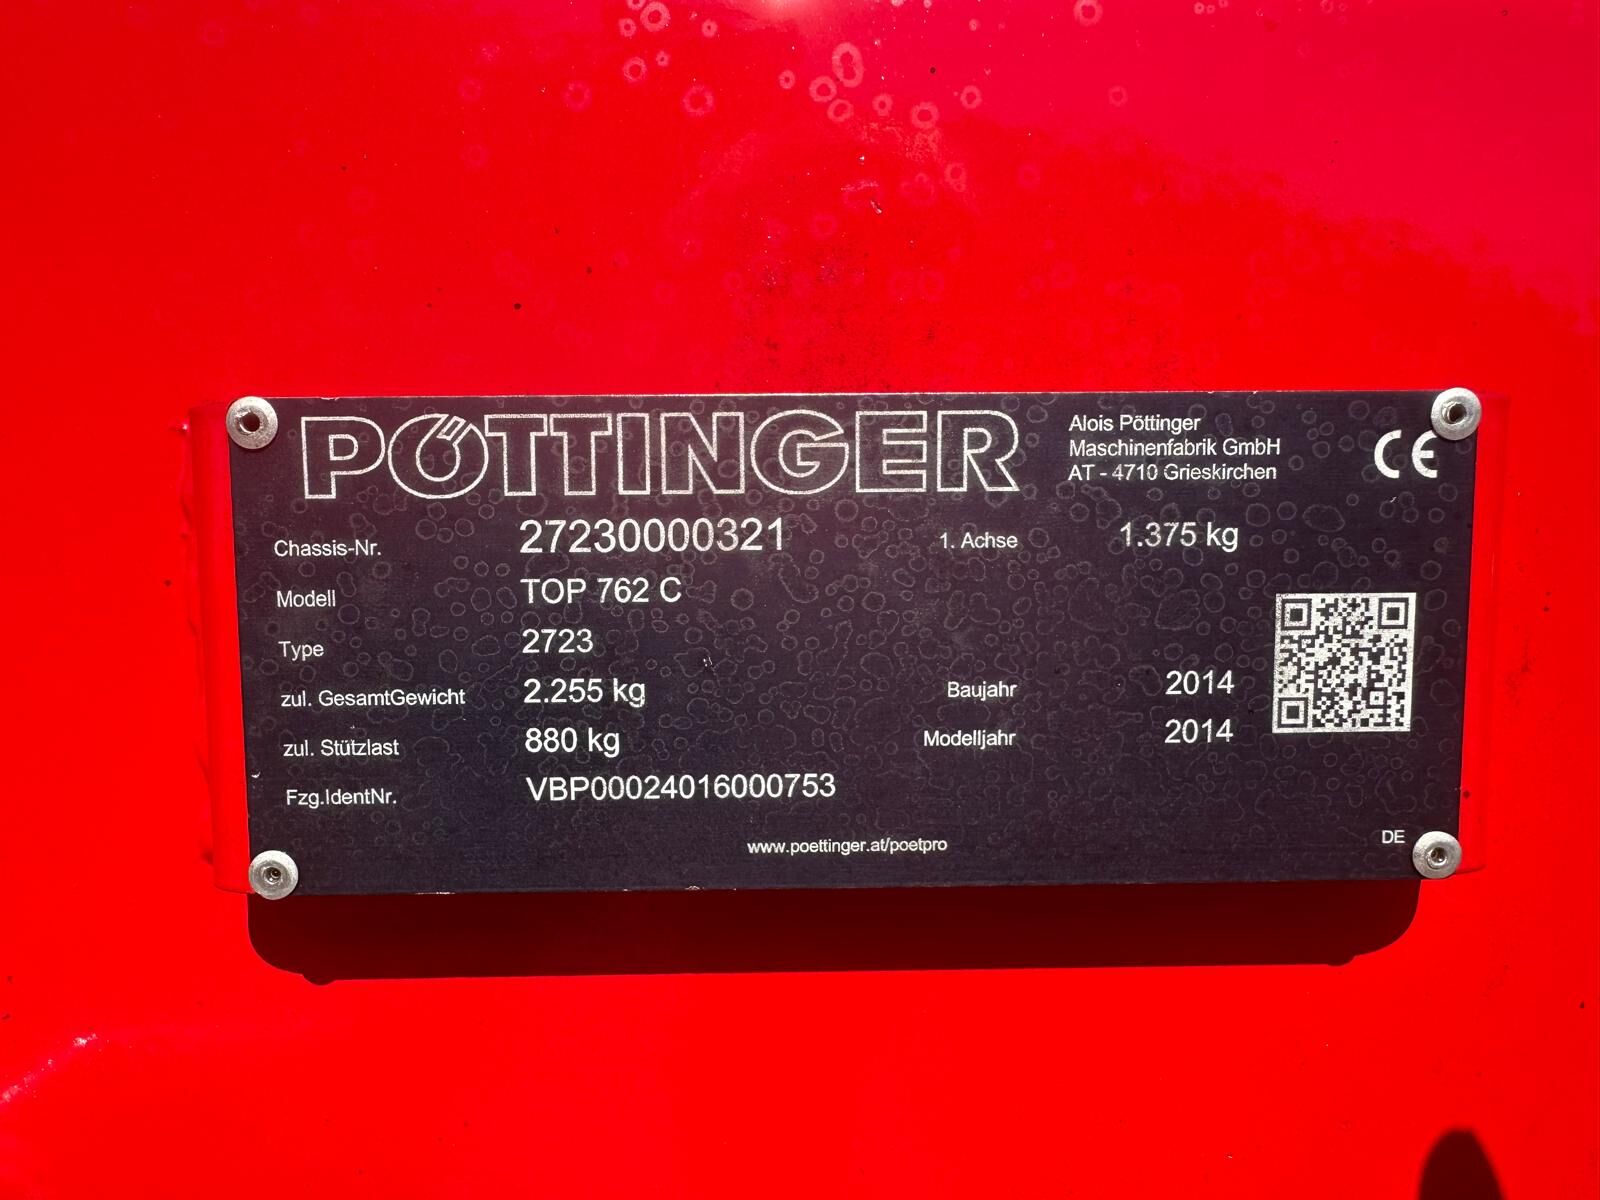 PÖTTINGER
Alois Pöttinger
Maschinenfabrik GmbH
AT - 4710 Grieskirchen
CE
Chassis-Nr. 27230000321 1. Achse 1.375 kg
Modell TOP 762 C
Type 2723
zul. GesamtGewicht 2.255 kg Baujahr 2014
zul. Stützlast 880 kg Modelljahr 2014
Fzg.IdentNr. VBP00024016000753
www.poettinger.at/poetpro
DE